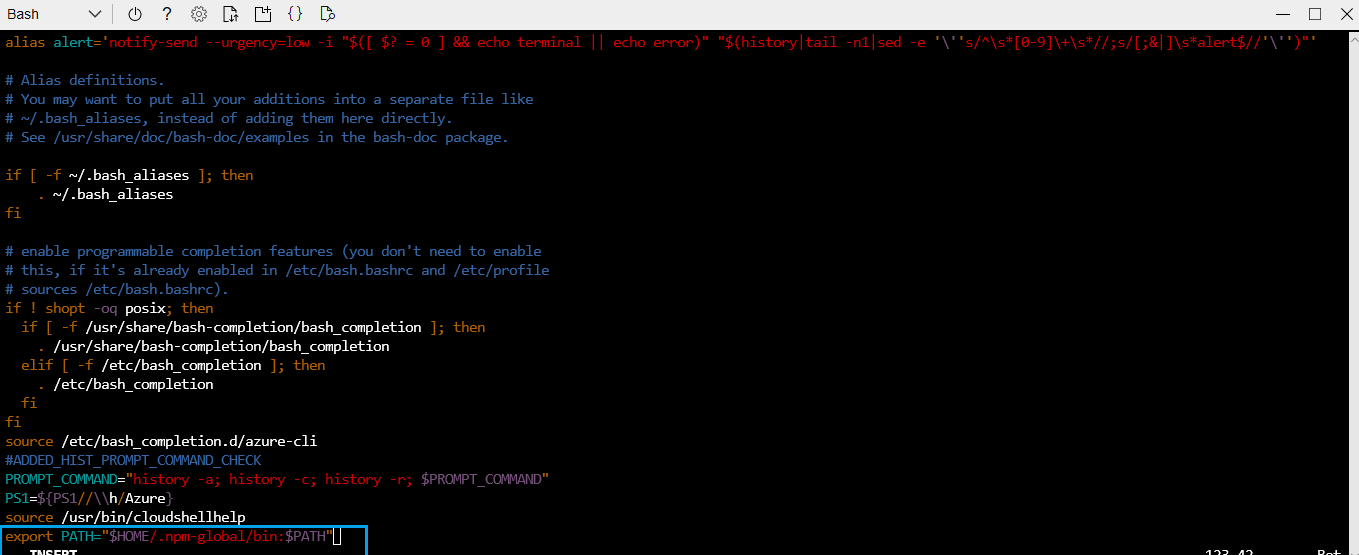 Bash ? {}
alias alert='notify-send --urgency=low -i "$([ $? = 0 ] && echo terminal || echo error)" "$(history|tail -n1|sed -e '\''s/^\s*[0-9]\+\s*//;s/[;&|]\s*alert$//'\'')"'
# Alias definitions.
# You may want to put all your additions into a separate file like
# ~/.bash_aliases, instead of adding them here directly.
# See /usr/share/doc/bash-doc/examples in the bash-doc package.
if [ -f ~/.bash_aliases ]; then
    . ~/.bash_aliases
fi
# enable programmable completion features (you don't need to enable
# this, if it's already enabled in /etc/bash.bashrc and /etc/profile
# sources /etc/bash.bashrc).
if ! shopt -oq posix; then
  if [ -f /usr/share/bash-completion/bash_completion ]; then
    . /usr/share/bash-completion/bash_completion
  elif [ -f /etc/bash_completion ]; then
    . /etc/bash_completion
  fi
fi
source /etc/bash_completion.d/azure-cli
#ADDED_HIST_PROMPT_COMMAND_CHECK
PROMPT_COMMAND="history -a; history -c; history -r; $PROMPT_COMMAND"
PS1=${PS1//\\h/Azure}
source /usr/bin/cloudshellhelp
export PATH="$HOME/.npm-global/bin:$PATH"
-- INSERT -- 123,42 Bot